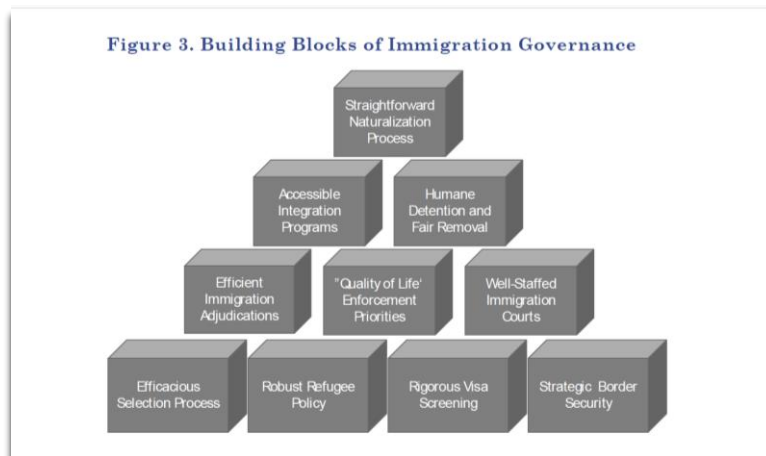 Figure 3. Building Blocks of Immigration Governance
Straightforward
Naturalization
Process
Accessible
Integration
Programs
Humane
Detention and
Fair Removal
Efficient
Immigration
Adjudications
"Quality of Life'
Enforcement
Priorities
Well-Staffed
Immigration
Courts
Efficacious
Selection Process
Robust Refugee
Policy
Rigorous Visa
Screening
Strategic Border
Security